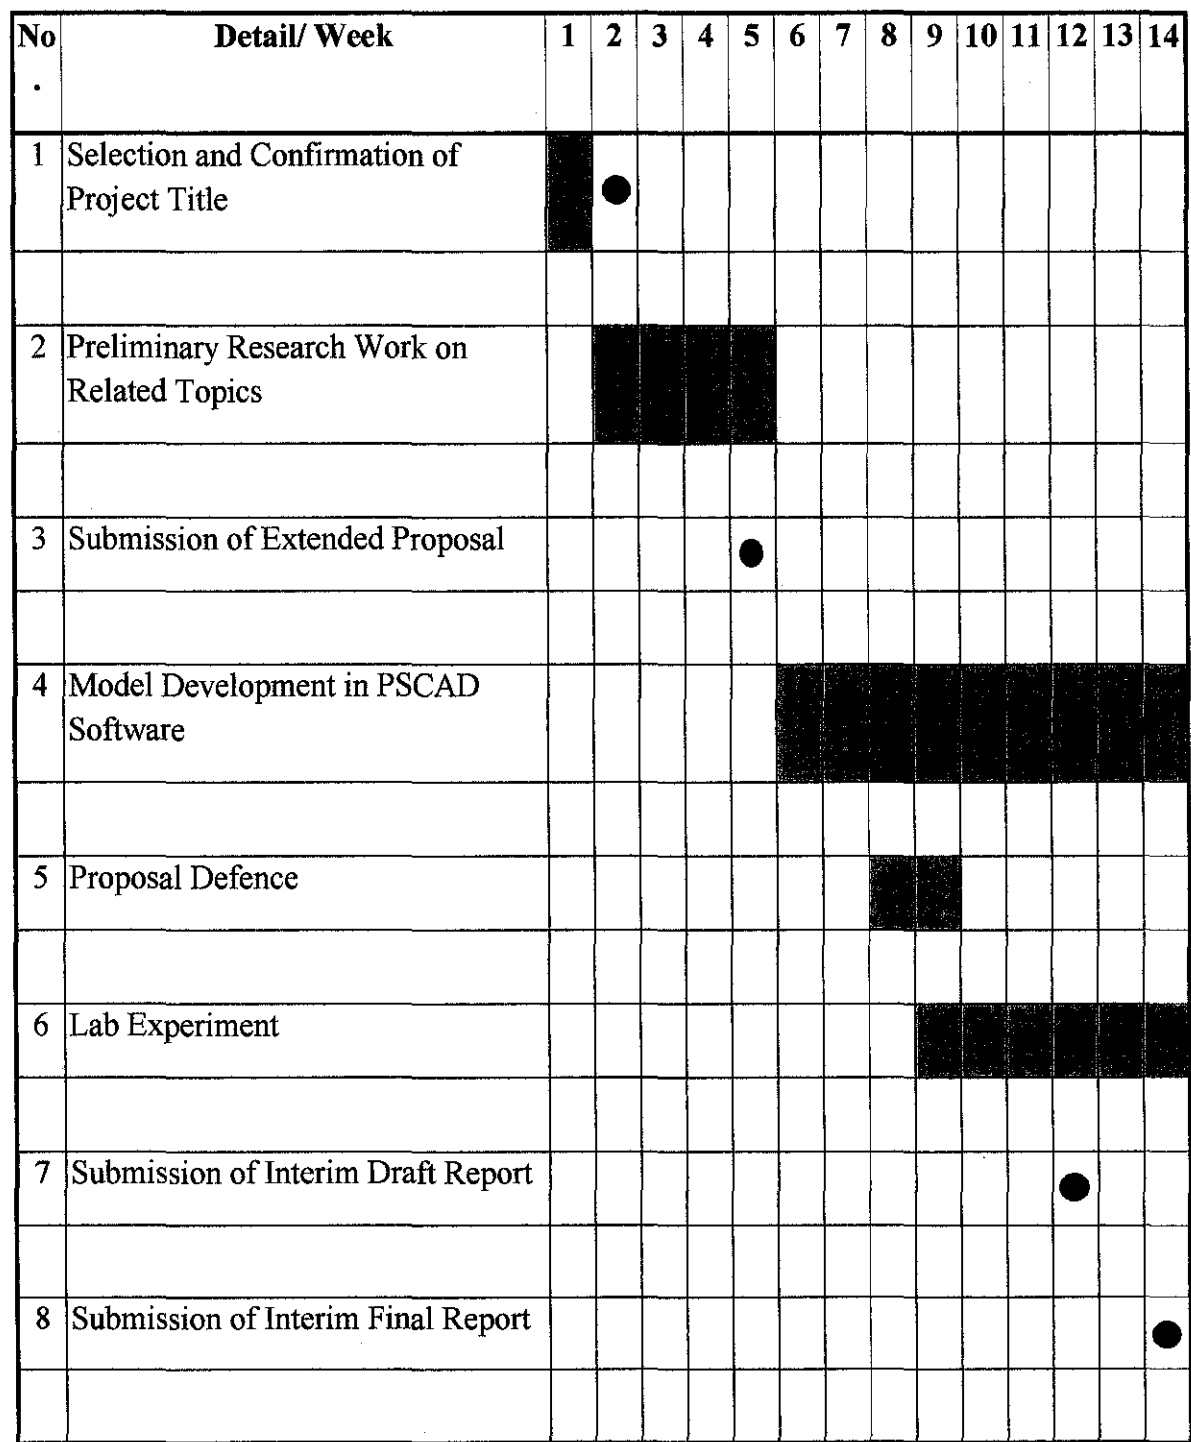 No Detail/ Week 1 2 3 4 5 6 7 8 9 10 11 12 13 14
.
1 Selection and Confirmation of
Project Title
2 Preliminary Research Work on
Related Topics
3 Submission of Extended Proposal
4 Model Development in PSCAD
Software
5 Proposal Defence
6 Lab Experiment
7 Submission of Interim Draft Report
8 Submission of Interim Final Report